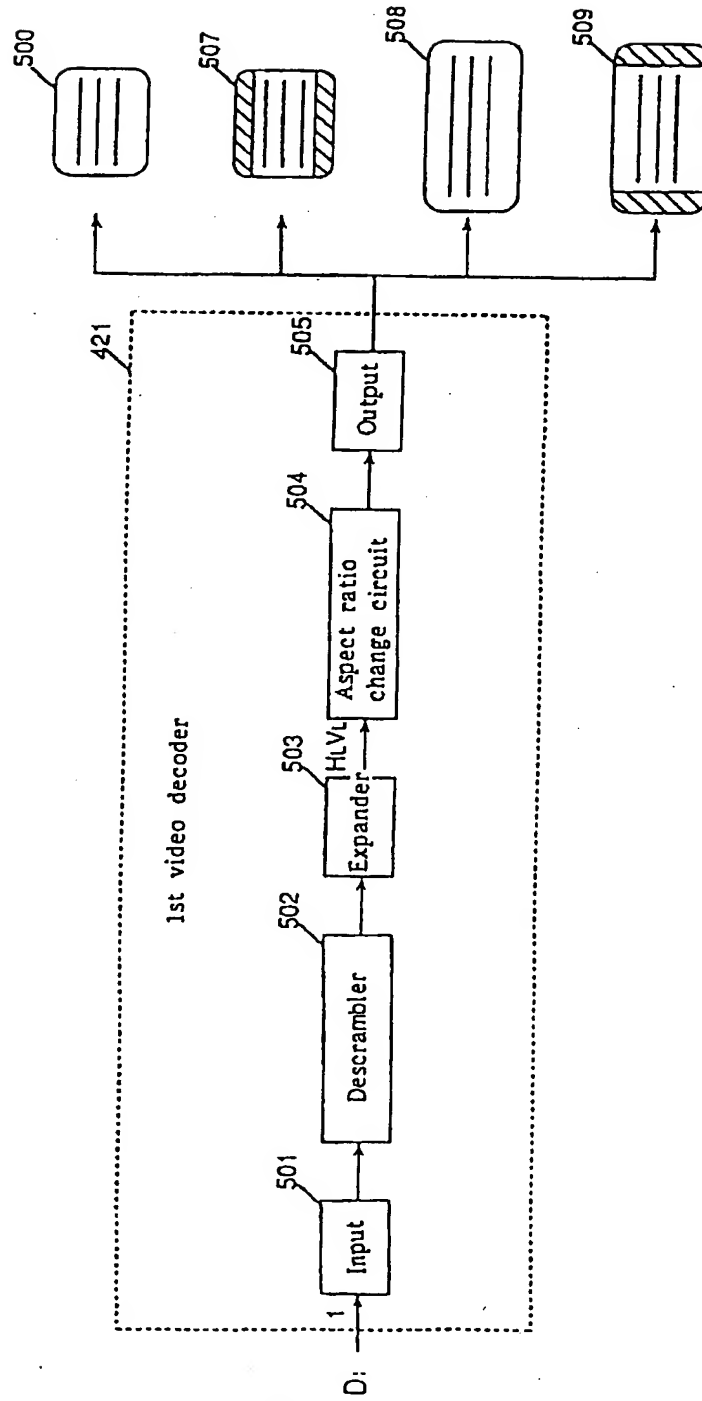 1st video decoder
421
D₁
1
Input
501
Descrambler
502
Expander
503
HLVL
Aspect ratio
change circuit
504
Output
505
500
507
508
509